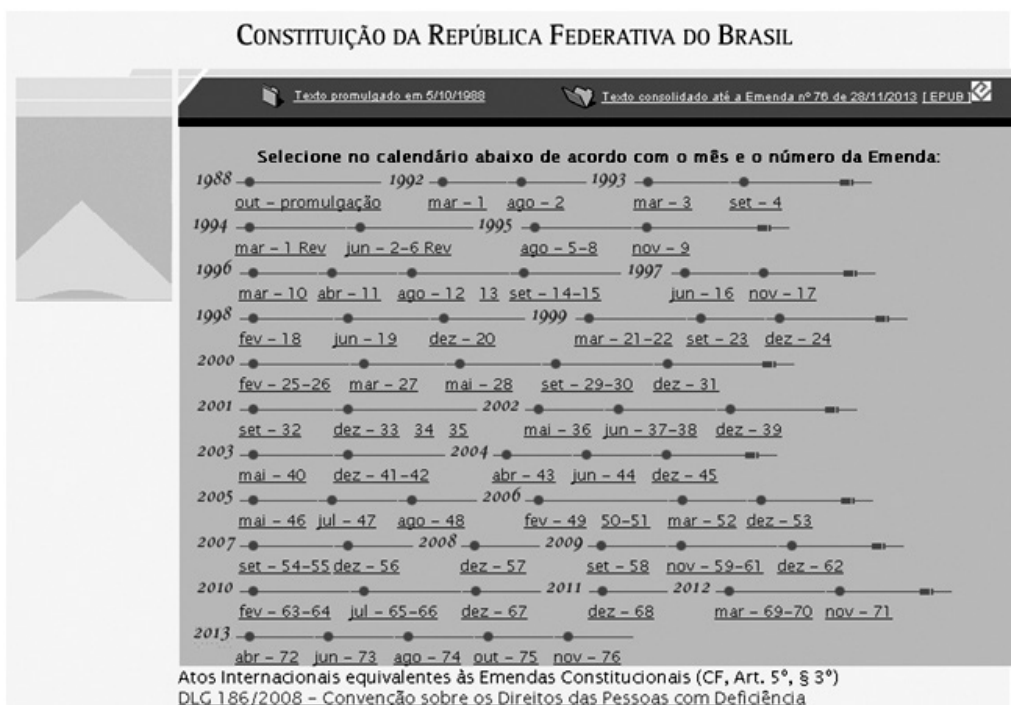 CONSTITUIÇÃO DA REPÚBLICA FEDERATIVA DO BRASIL
Texto promulgado em 5/10/1988 Texto consolidado até a Emenda nº 76 de 28/11/2013 [ EPUB ]
Selecione no calendário abaixo de acordo com o mês e o número da Emenda:
1988 1992 1993
out – promulgação mar – 1 ago – 2 mar – 3 set – 4
1994 1995
mar – 1 Rev jun – 2–6 Rev ago – 5–8 nov – 9
1996 1997
mar – 10 abr – 11 ago – 12 13 set – 14–15 jun – 16 nov – 17
1998 1999
fev – 18 jun – 19 dez – 20 mar – 21–22 set – 23 dez – 24
2000
fev – 25–26 mar – 27 mai – 28 set – 29–30 dez – 31
2001 2002
set – 32 dez – 33 34 35 mai – 36 jun – 37–38 dez – 39
2003 2004
mai – 40 dez – 41–42 abr – 43 jun – 44 dez – 45
2005 2006
mai – 46 jul – 47 ago – 48 fev – 49 50–51 mar – 52 dez – 53
2007 2008 2009
set – 54–55 dez – 56 dez – 57 set – 58 nov – 59–61 dez – 62
2010 2011 2012
fev – 63–64 jul – 65–66 dez – 67 dez – 68 mar – 69–70 nov – 71
2013
abr – 72 jun – 73 ago – 74 out – 75 nov – 76
Atos Internacionais equivalentes às Emendas Constitucionais (CF, Art. 5º, § 3º)
DLG 186/2008 – Convenção sobre os Direitos das Pessoas com Deficiência